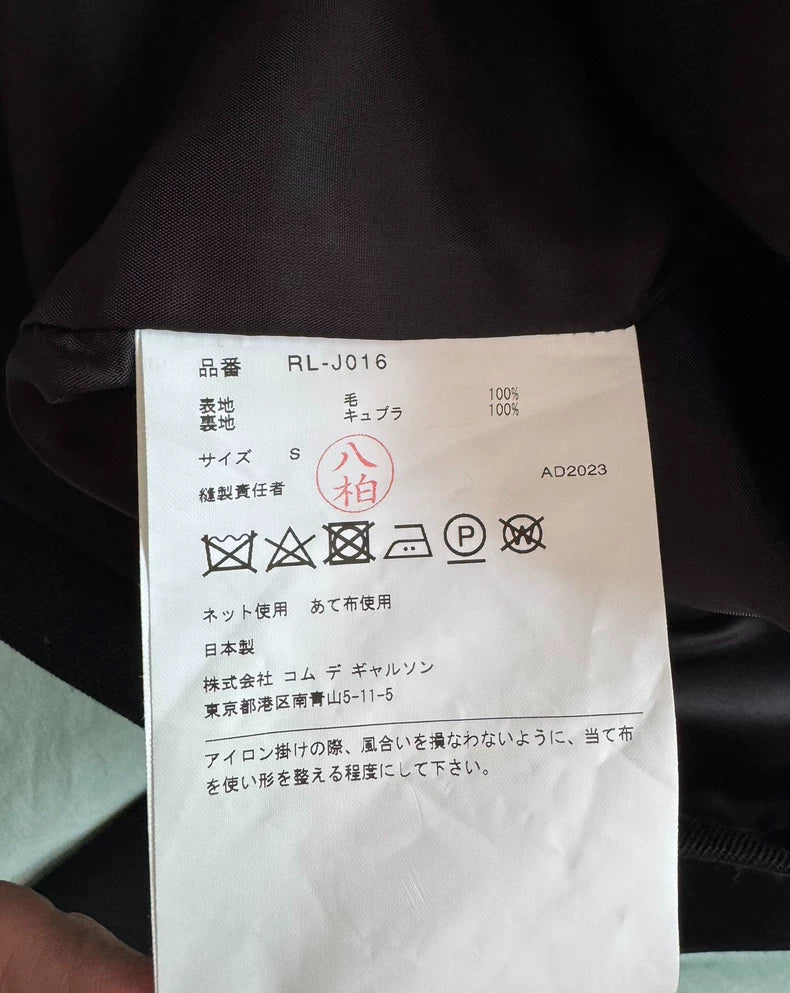 品番 RL-J016
表地 毛 100%
裏地 キュプラ 100%
サイズ S
八
柏
縫製責任者
AD2023
P
W
ネット使用 あて布使用
日本製
株式会社 コム デ ギャルソン
東京都港区南青山5-11-5
アイロン掛けの際、風合いを損なわないように、当て布
を使い形を整える程度にして下さい。